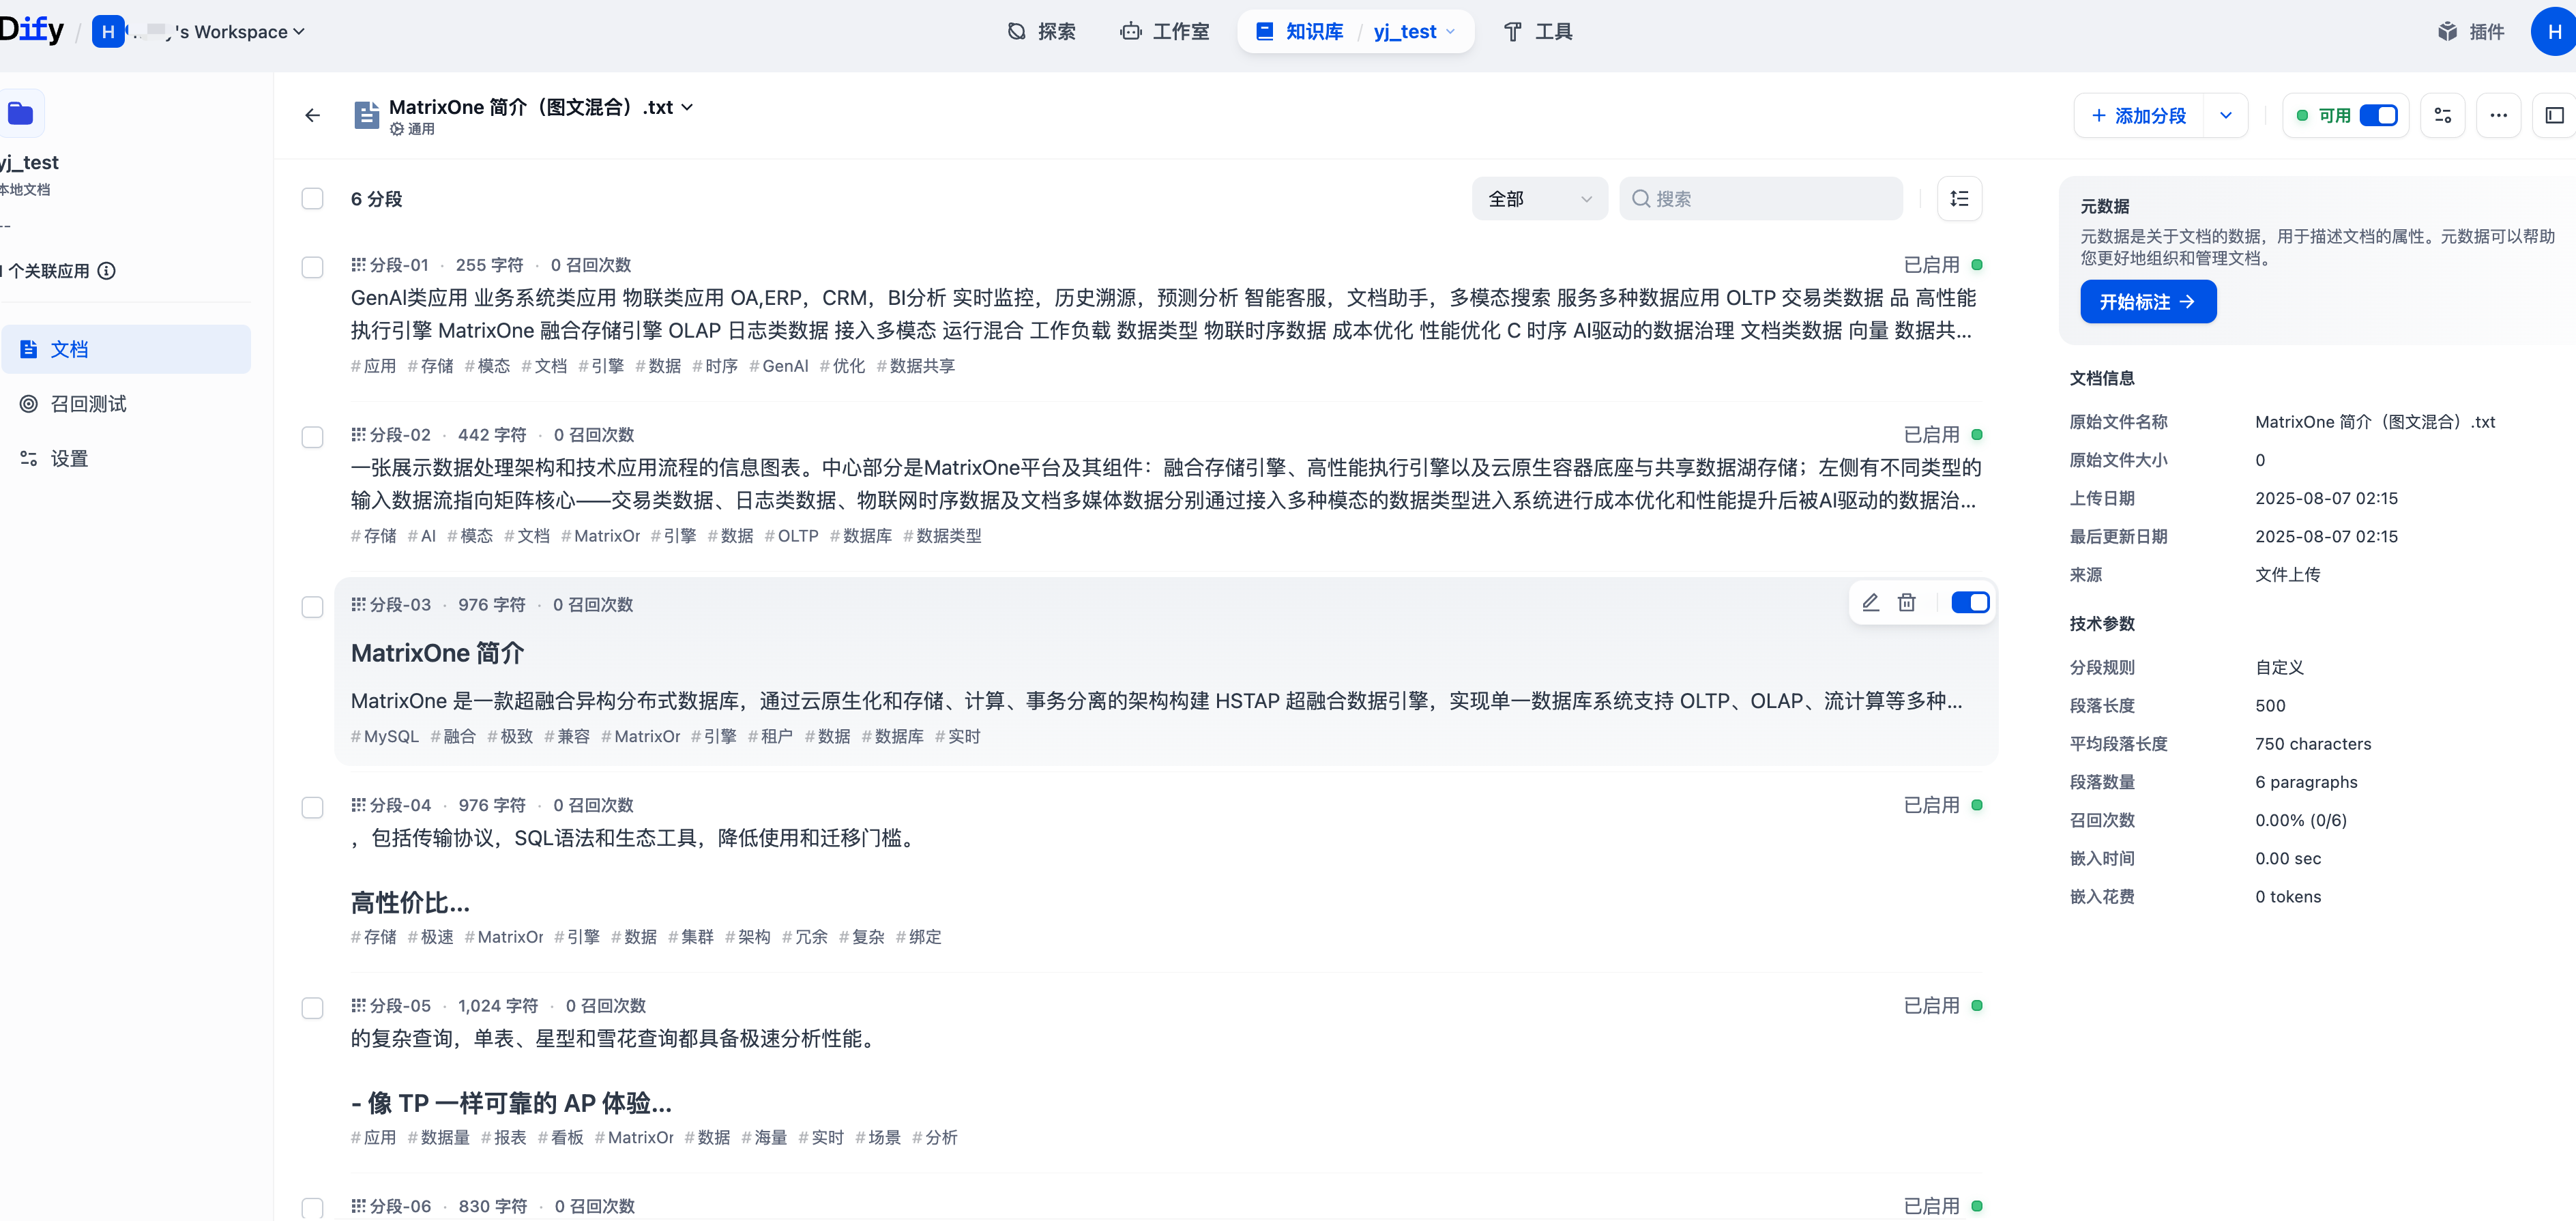 Dify / H 's Workspace
探索 工作室 知识库 / yj_test 工具
插件 H
yj_test
本地文档
--
个关联应用
文档
召回测试
设置
MatrixOne 简介（图文混合）.txt
通用
+ 添加分段
可用
6 分段
全部
搜索
分段-01 · 255 字符 · 0 召回次数
已启用
GenAI类应用 业务系统类应用 物联类应用 OA,ERP，CRM，BI分析 实时监控，历史溯源，预测分析 智能客服，文档助手，多模态搜索 服务多种数据应用 OLTP 交易类数据 品 高性能
执行引擎 MatrixOne 融合存储引擎 OLAP 日志类数据 接入多模态 运行混合 工作负载 数据类型 物联时序数据 成本优化 性能优化 C 时序 AI驱动的数据治理 文档类数据 向量 数据共...
# 应用 # 存储 # 模态 # 文档 # 引擎 # 数据 # 时序 # GenAI # 优化 # 数据共享
分段-02 · 442 字符 · 0 召回次数
已启用
一张展示数据处理架构和技术应用流程的信息图表。中心部分是MatrixOne平台及其组件：融合存储引擎、高性能执行引擎以及云原生容器底座与共享数据湖存储；左侧有不同类型的
输入数据流指向矩阵核心——交易类数据、日志类数据、物联网时序数据及文档多媒体数据分别通过接入多种模态的数据类型进入系统进行成本优化和性能提升后被AI驱动的数据治...
# 存储 # AI # 模态 # 文档 # MatrixOr # 引擎 # 数据 # OLTP # 数据库 # 数据类型
分段-03 · 976 字符 · 0 召回次数
MatrixOne 简介
MatrixOne 是一款超融合异构分布式数据库，通过云原生化和存储、计算、事务分离的架构构建 HSTAP 超融合数据引擎，实现单一数据库系统支持 OLTP、OLAP、流计算等多种...
# MySQL # 融合 # 极致 # 兼容 # MatrixOr # 引擎 # 租户 # 数据 # 数据库 # 实时
分段-04 · 976 字符 · 0 召回次数
已启用
，包括传输协议，SQL语法和生态工具，降低使用和迁移门槛。
高性价比...
# 存储 # 极速 # MatrixOr # 引擎 # 数据 # 集群 # 架构 # 冗余 # 复杂 # 绑定
分段-05 · 1,024 字符 · 0 召回次数
已启用
的复杂查询，单表、星型和雪花查询都具备极速分析性能。
- 像 TP 一样可靠的 AP 体验...
# 应用 # 数据量 # 报表 # 看板 # MatrixOr # 数据 # 海量 # 实时 # 场景 # 分析
分段-06 · 830 字符 · 0 召回次数
已启用
元数据
元数据是关于文档的数据，用于描述文档的属性。元数据可以帮助
您更好地组织和管理文档。
开始标注 →
文档信息
原始文件名称 MatrixOne 简介（图文混合）.txt
原始文件大小 0
上传日期 2025-08-07 02:15
最后更新日期 2025-08-07 02:15
来源 文件上传
技术参数
分段规则 自定义
段落长度 500
平均段落长度 750 characters
段落数量 6 paragraphs
召回次数 0.00% (0/6)
嵌入时间 0.00 sec
嵌入花费 0 tokens